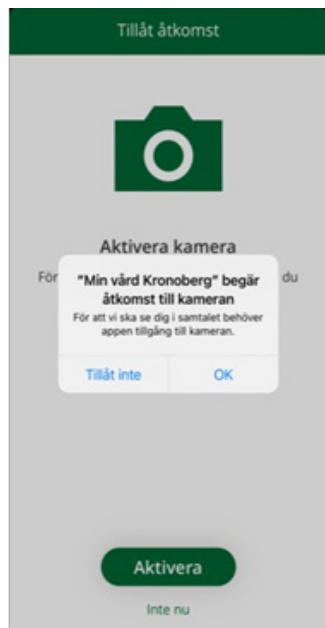 Tillåt åtkomst
Aktivera kamera
För du
"Min vård Kronoberg" begär
åtkomst till kameran
För att vi ska se dig i samtalet behöver
appen tillgång till kameran.
Tillåt inte OK
Aktivera
Inte nu